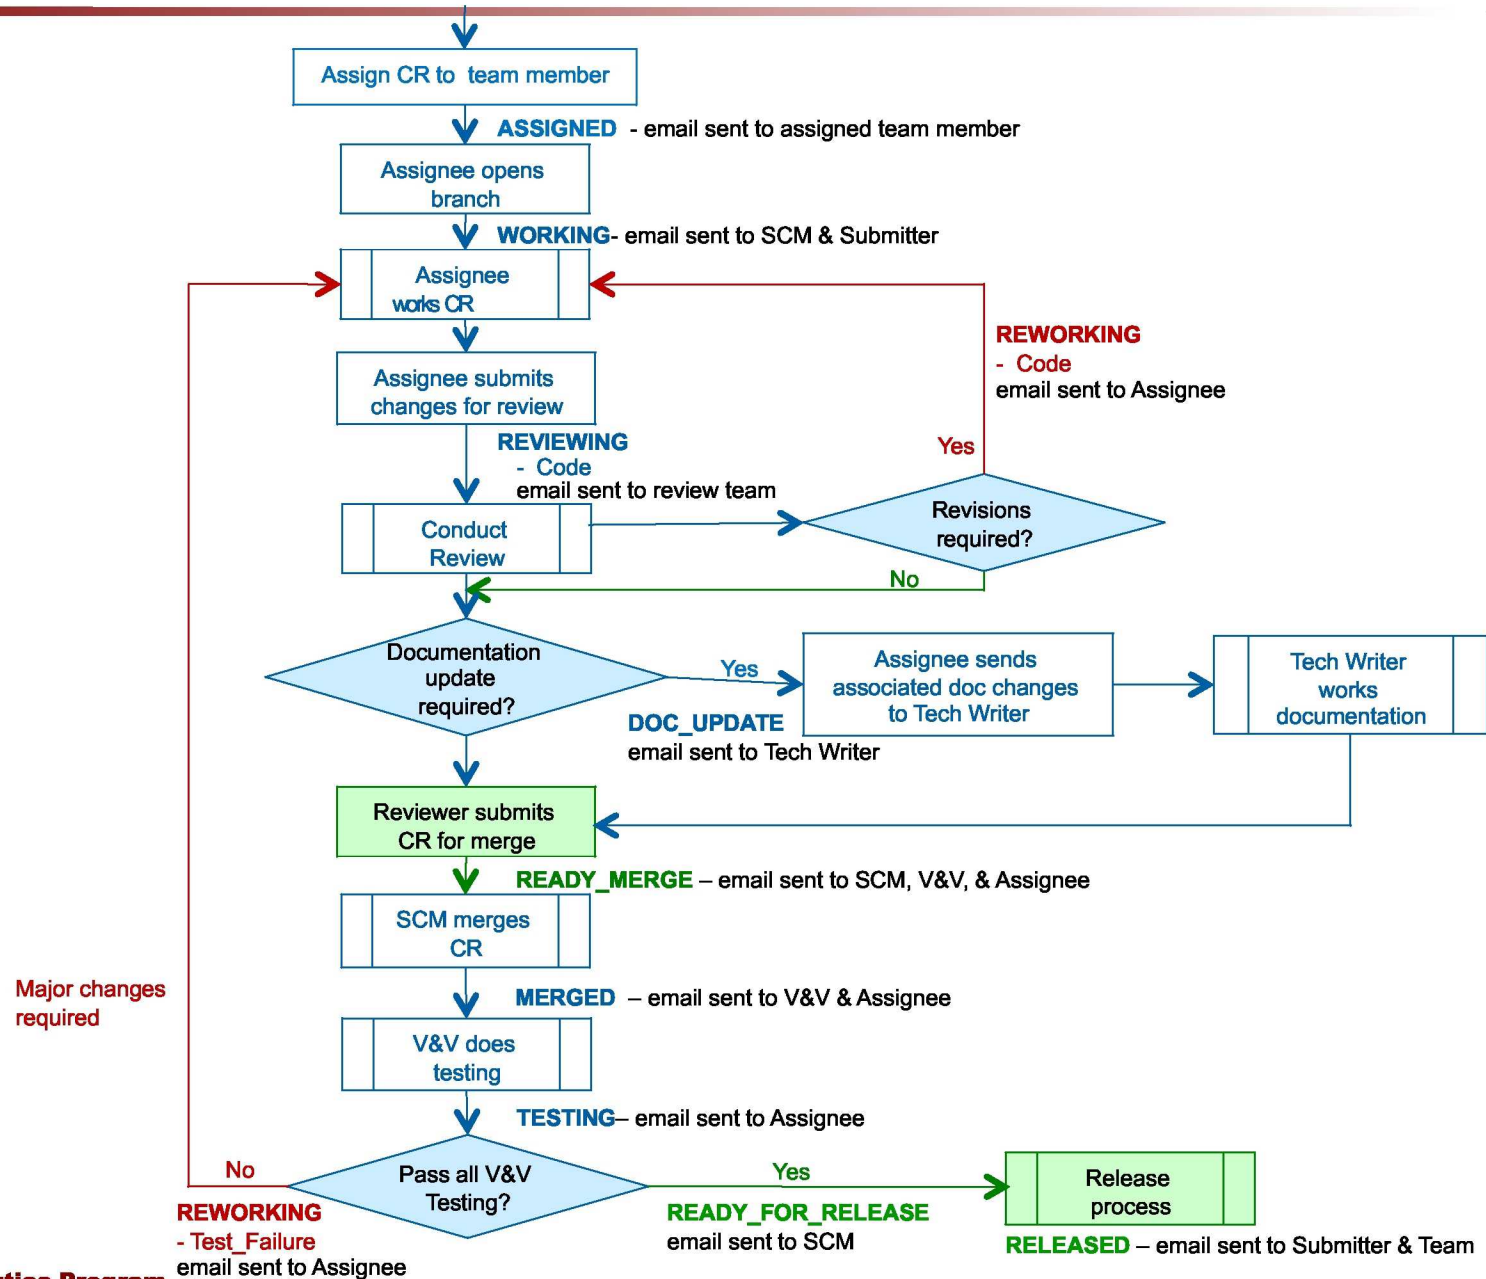 Assign CR to team member
ASSIGNED - email sent to assigned team member
Assignee opens
branch
WORKING- email sent to SCM & Submitter
Assignee
works CR
REWORKING
- Code
email sent to Assignee
Assignee submits
changes for review
REVIEWING
- Code
email sent to review team
Yes
Conduct
Review
Revisions
required?
No
Documentation
update
required?
Yes
DOC_UPDATE
email sent to Tech Writer
Assignee sends
associated doc changes
to Tech Writer
Tech Writer
works
documentation
Reviewer submits
CR for merge
READY_MERGE – email sent to SCM, V&V, & Assignee
SCM merges
CR
Major changes
required
MERGED – email sent to V&V & Assignee
V&V does
testing
TESTING– email sent to Assignee
Pass all V&V
Testing?
No
REWORKING
- Test_Failure
email sent to Assignee
Yes
READY_FOR_RELEASE
email sent to SCM
Release
process
RELEASED – email sent to Submitter & Team
Program